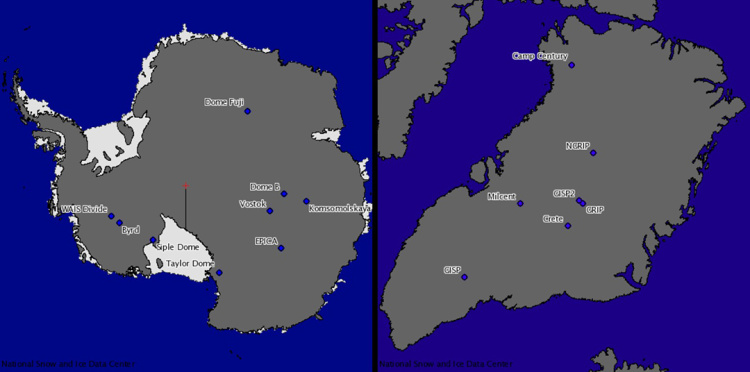 Dome Fuji
Dome B
Komsomolskaya
Vostok
WAIS Divide
Byrd
Siple Dome
EPICA
Taylor Dome
National Snow and Ice Data Center
Camp Century
NGRIP
GISP2
GRIP
Milcent
Crete
GISP
National Snow and Ice Data Center